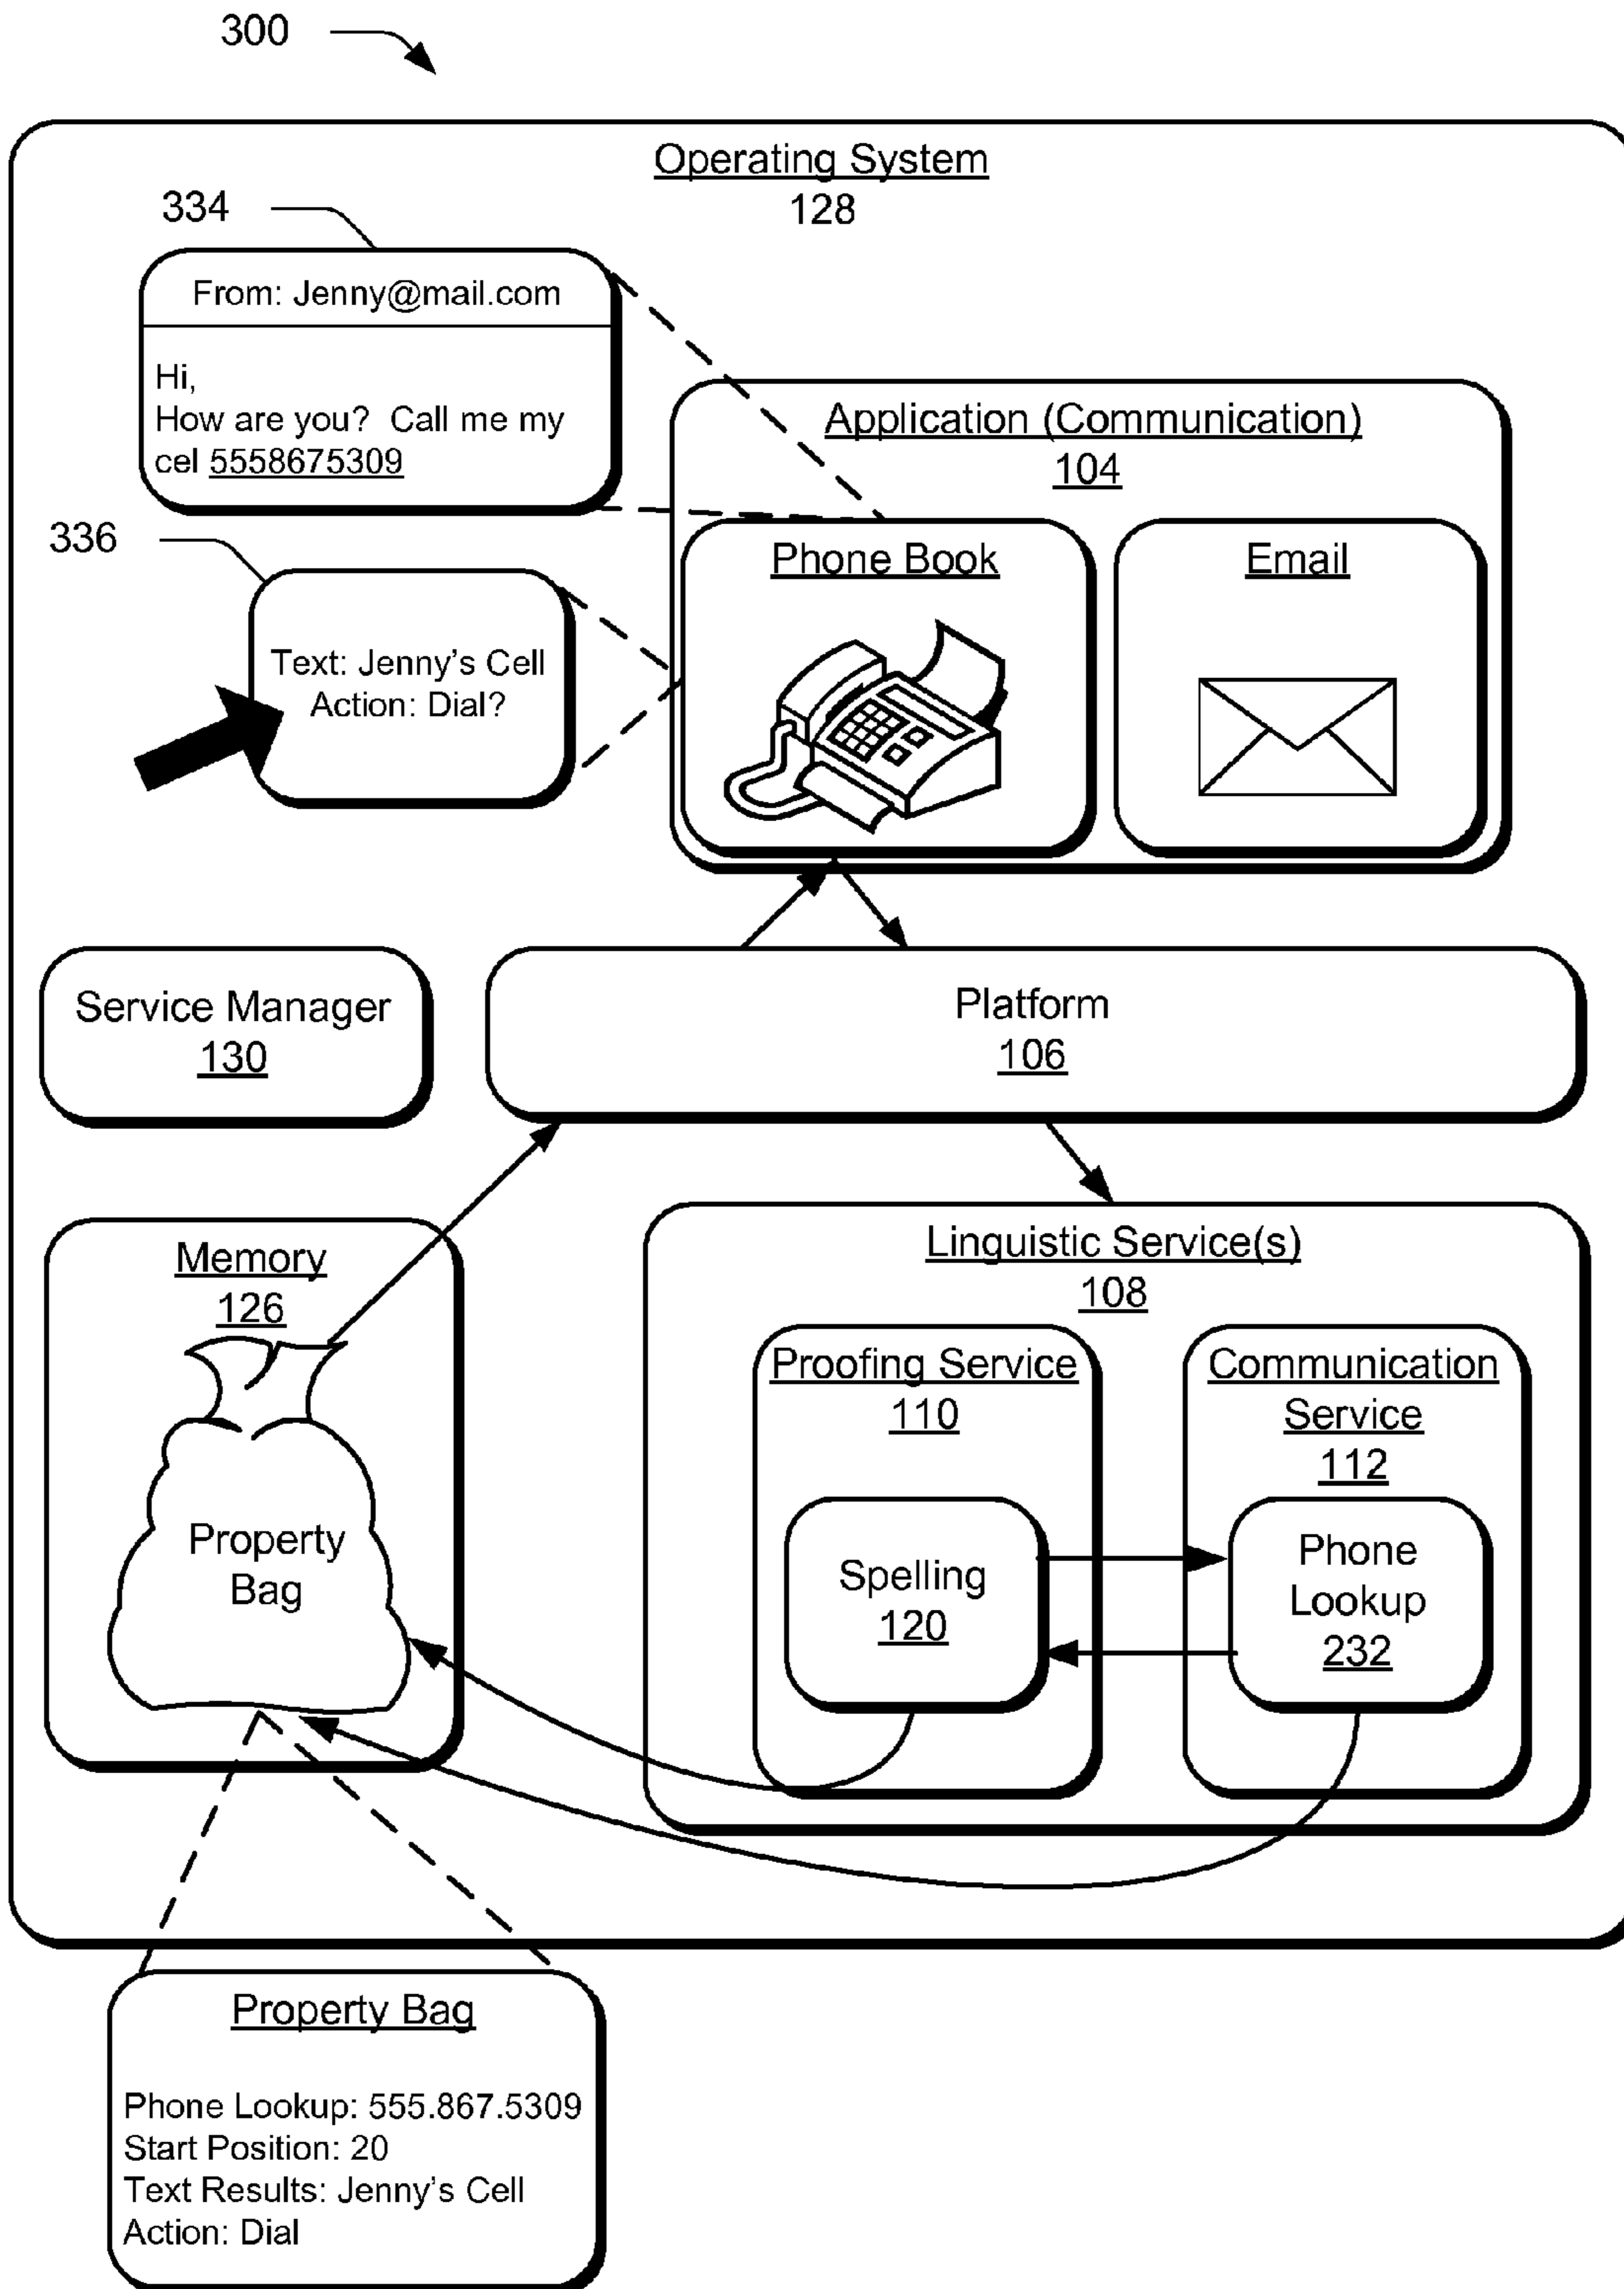 300
Operating System
128
334
From: Jenny@mail.com
Hi,
How are you?  Call me my
cel 5558675309
336
Text: Jenny's Cell
Action: Dial?
Application (Communication)
104
Phone Book
Email
Service Manager
130
Platform
106
Memory
126
Property
Bag
Linguistic Service(s)
108
Proofing Service
110
Spelling
120
Communication
Service
112
Phone
Lookup
232
Property Bag
Phone Lookup: 555.867.5309
Start Position: 20
Text Results: Jenny's Cell
Action: Dial